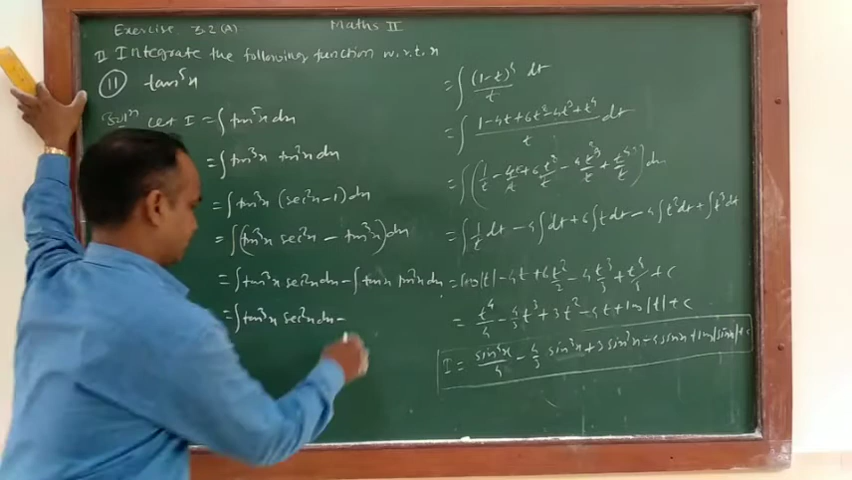 Exercise 3.2 (A) Maths II
II Integrate the following function w.r.t. x
(11) tan⁵x
Solⁿ Let I = ∫ tan⁵x dx
= ∫ tan³x tan²x dx
= ∫ tan³x (sec²x - 1) dx
= ∫ (tan³x sec²x - tan³x) dx
= ∫ tan³x sec²x dx - ∫ tan x tan²x dx
= ∫ tan³x sec²x dx -
= ∫ (1-t)⁴/t dt
= ∫ (1 - 4t + 6t² - 4t³ + t⁴)/t dt
= ∫ (1/t - 4t/t + 6t²/t - 4t³/t + t⁴/t) dt
= ∫ 1/t dt - 4∫dt + 6∫t dt - 4∫t² dt + ∫t³ dt
= log|t| - 4t + 6t²/2 - 4t³/3 + t⁴/4 + c
= t⁴/4 - 4/3 t³ + 3t² - 4t + log|t| + c
I = sin⁴x/4 - 4/3 sin³x + 3 sin²x - 4 sin x + log|sin x| + c